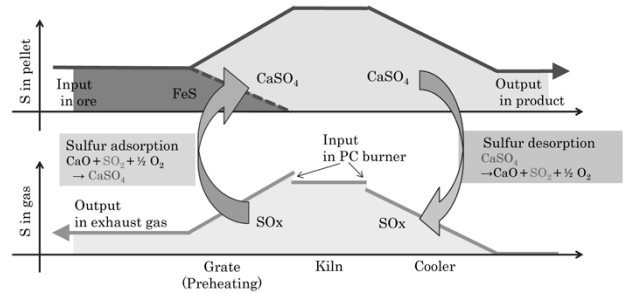 S in pellet
Input
in ore
FeS
CaSO₄
CaSO₄
Output
in product
Sulfur adsorption
CaO+SO₂+½ O₂
→ CaSO₄
Input
in PC burner
Sulfur desorption
CaSO₄
→CaO+SO₂+½ O₂
S in gas
Output
in exhaust gas
SOx
SOx
Grate
(Preheating)
Kiln
Cooler